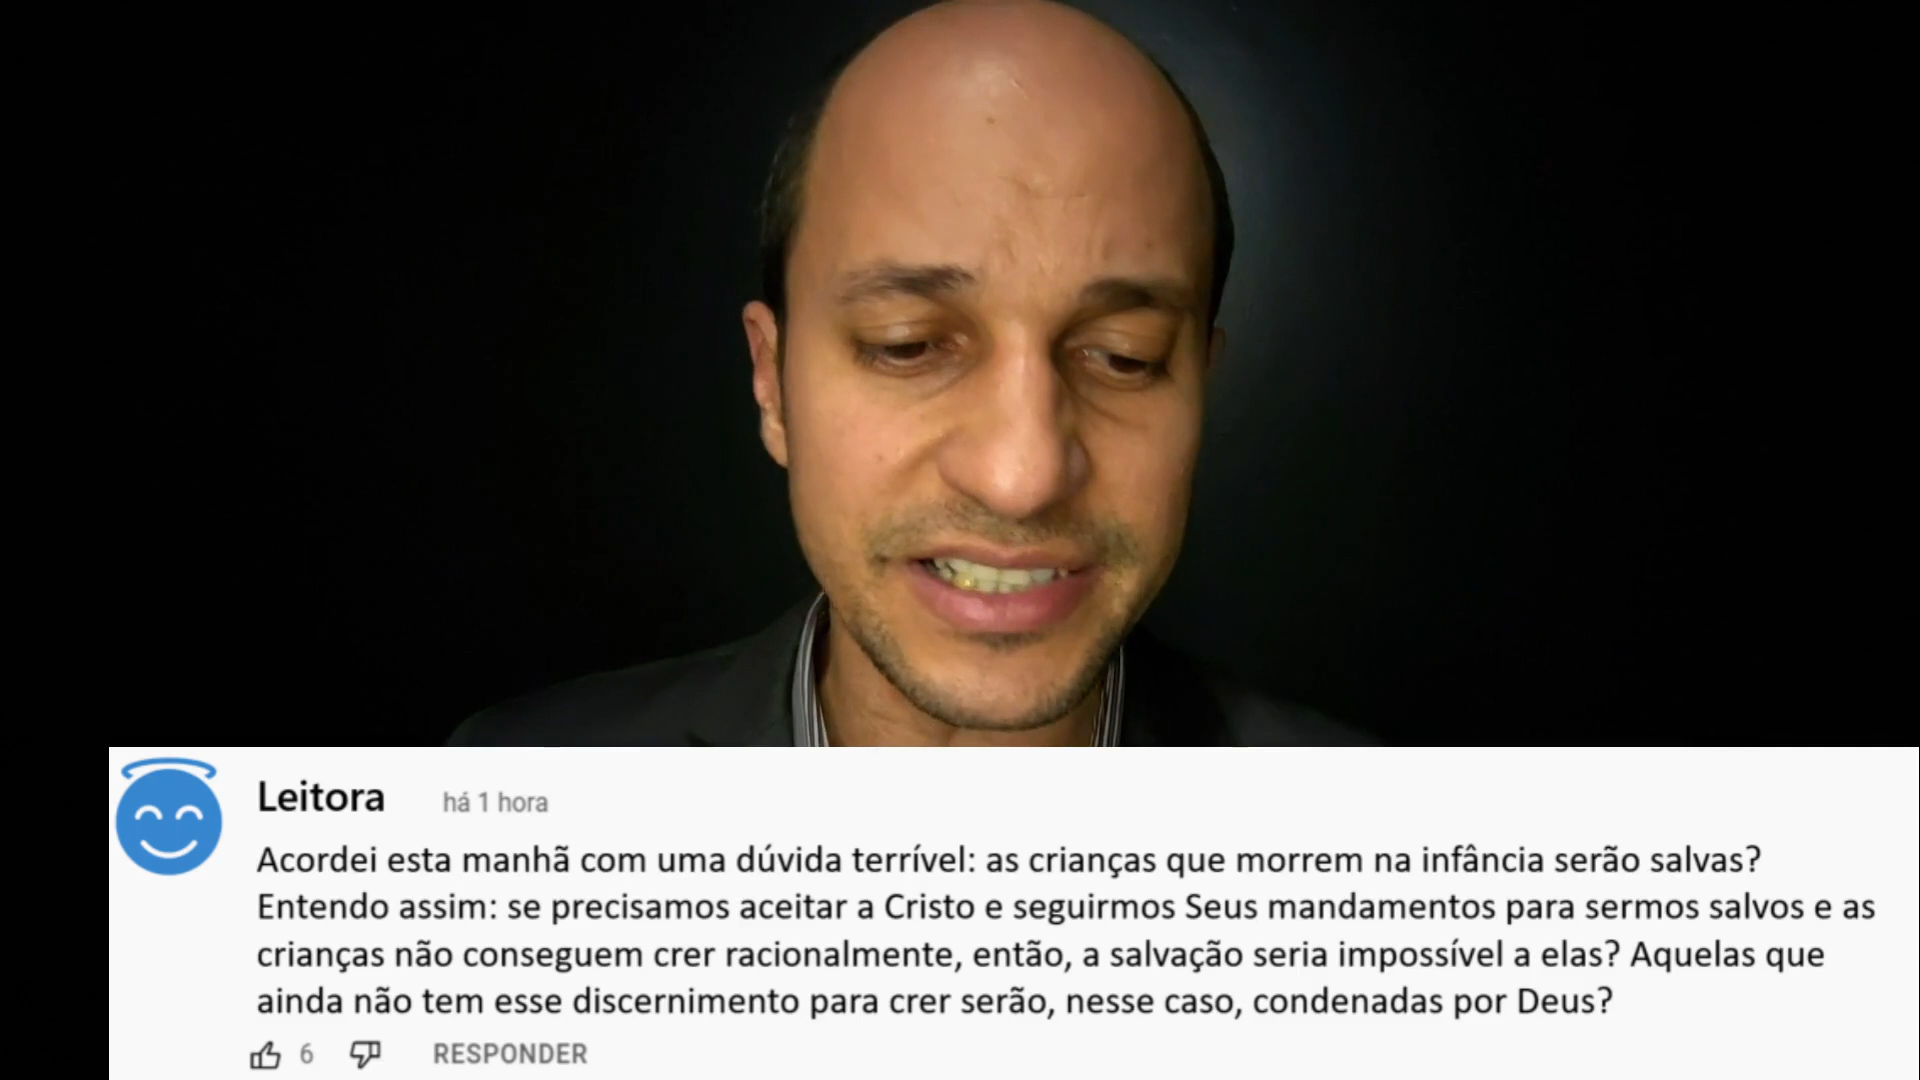 Leitora há 1 hora
Acordei esta manhã com uma dúvida terrível: as crianças que morrem na infância serão salvas?
Entendo assim: se precisamos aceitar a Cristo e seguirmos Seus mandamentos para sermos salvos e as
crianças não conseguem crer racionalmente, então, a salvação seria impossível a elas? Aquelas que
ainda não tem esse discernimento para crer serão, nesse caso, condenadas por Deus?
6 RESPONDER